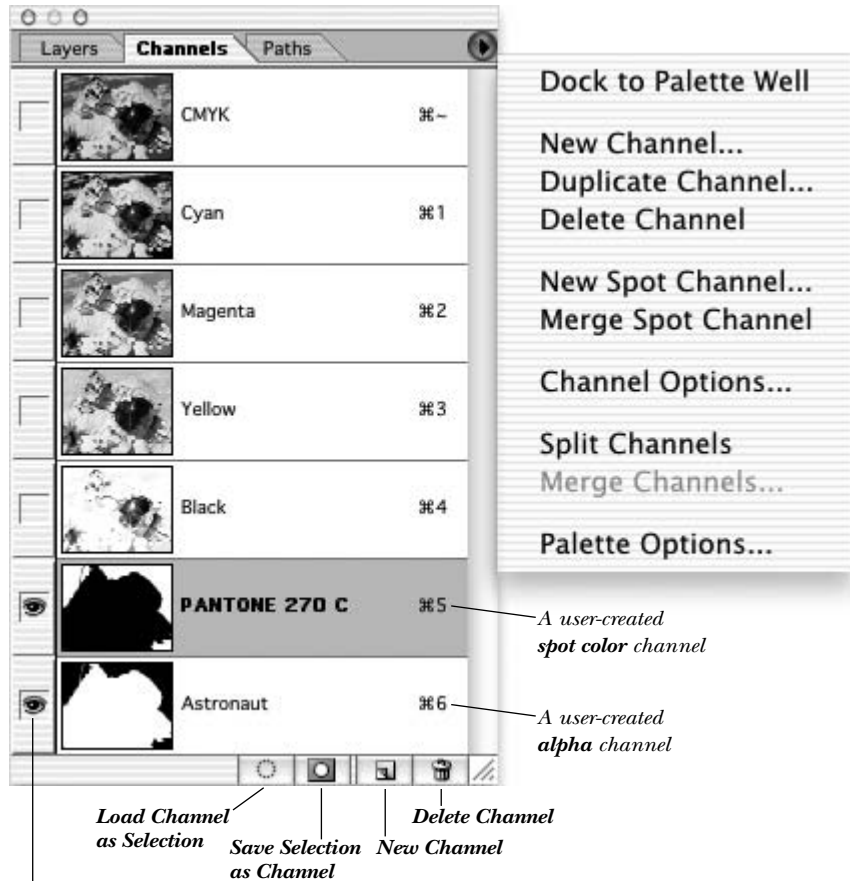 Layers Channels Paths
CMYK ⌘~
Cyan ⌘1
Magenta ⌘2
Yellow ⌘3
Black ⌘4
PANTONE 270 C ⌘5
Astronaut ⌘6
Dock to Palette Well
New Channel...
Duplicate Channel...
Delete Channel
New Spot Channel...
Merge Spot Channel
Channel Options...
Split Channels
Merge Channels...
Palette Options...
A user-created
spot color channel
A user-created
alpha channel
Load Channel
as Selection
Save Selection
as Channel
New Channel
Delete Channel